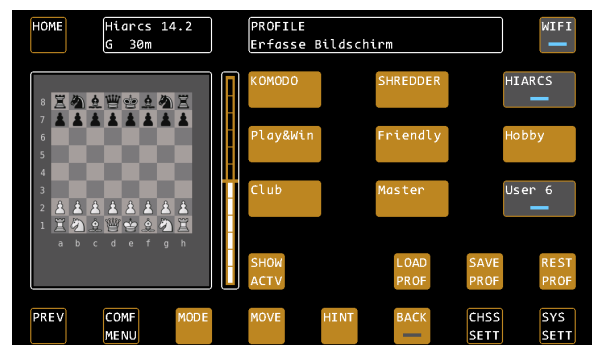 HOME
Hiarcs 14.2
G 30m
PROFILE
Erfasse Bildschirm
WIFI
KOMODO
SHREDDER
HIARCS
Play&Win
Friendly
Hobby
Club
Master
User 6
8
7
6
5
4
3
2
1
a b c d e f g h
SHOW
ACTV
LOAD
PROF
SAVE
PROF
REST
PROF
PREV
COMF
MENU
MODE
MOVE
HINT
BACK
CHSS
SETT
SYS
SETT